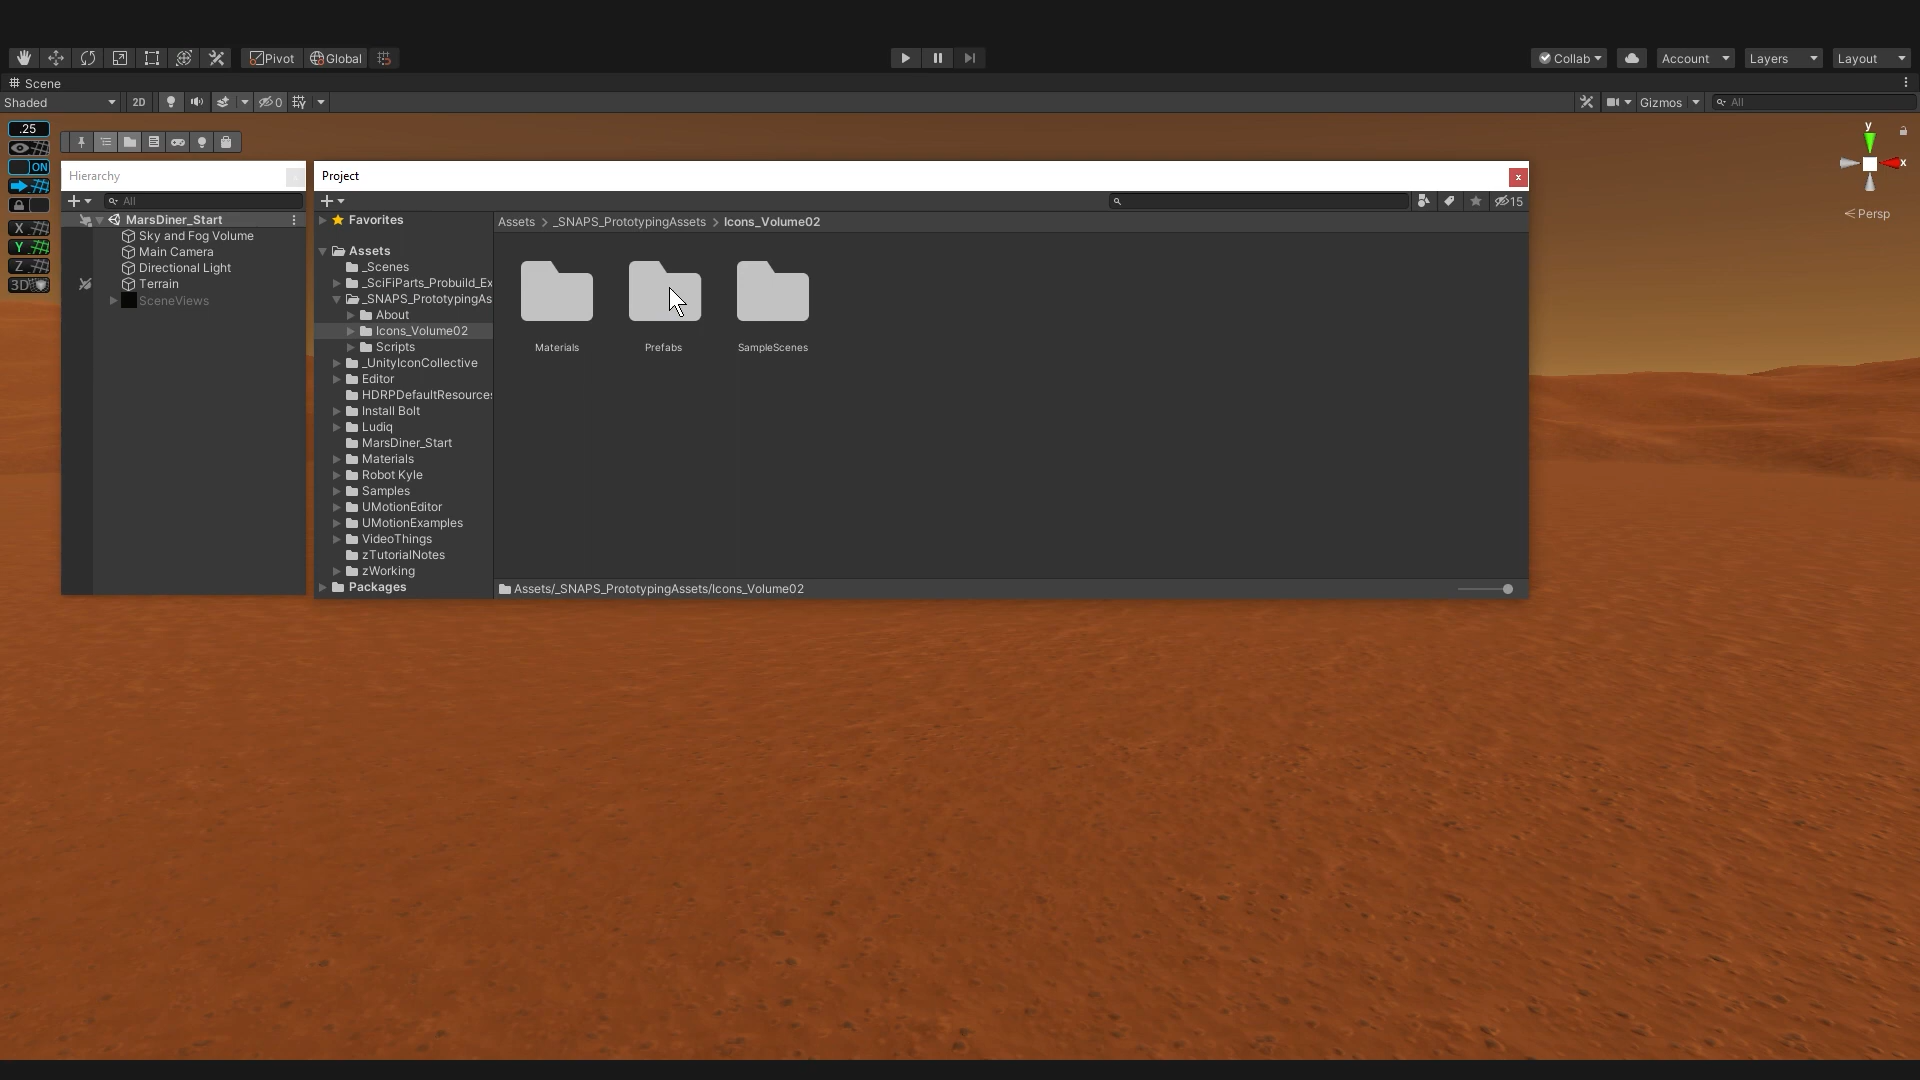 Pivot Global Collab Account Layers Layout
Scene
Shaded 2D 0 Gizmos All
.25
ON
X
Y
Z
3D
y
x
Persp
Hierarchy
All
MarsDiner_Start
Sky and Fog Volume
Main Camera
Directional Light
Terrain
SceneViews
Project
15
Favorites
Assets
_Scenes
_SciFiParts_Probuild_Ex
_SNAPS_PrototypingAs
About
Icons_Volume02
Scripts
_UnityIconCollective
Editor
HDRPDefaultResources
Install Bolt
Ludiq
MarsDiner_Start
Materials
Robot Kyle
Samples
UMotionEditor
UMotionExamples
VideoThings
zTutorialNotes
zWorking
Packages
Assets > _SNAPS_PrototypingAssets > Icons_Volume02
Materials Prefabs SampleScenes
Assets/_SNAPS_PrototypingAssets/Icons_Volume02